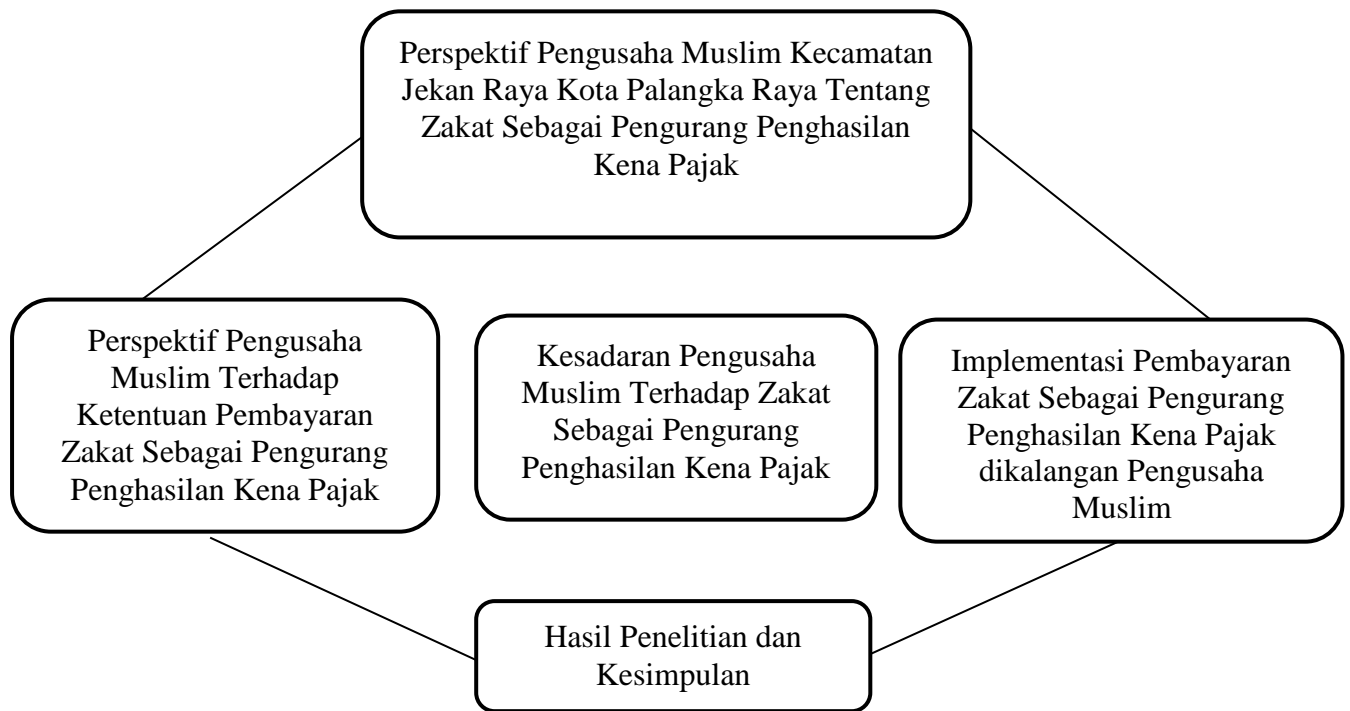 Perspektif Pengusaha Muslim Kecamatan
Jekan Raya Kota Palangka Raya Tentang
Zakat Sebagai Pengurang Penghasilan
Kena Pajak
Perspektif Pengusaha
Muslim Terhadap
Ketentuan Pembayaran
Zakat Sebagai Pengurang
Penghasilan Kena Pajak
Kesadaran Pengusaha
Muslim Terhadap Zakat
Sebagai Pengurang
Penghasilan Kena Pajak
Implementasi Pembayaran
Zakat Sebagai Pengurang
Penghasilan Kena Pajak
dikalangan Pengusaha
Muslim
Hasil Penelitian dan
Kesimpulan